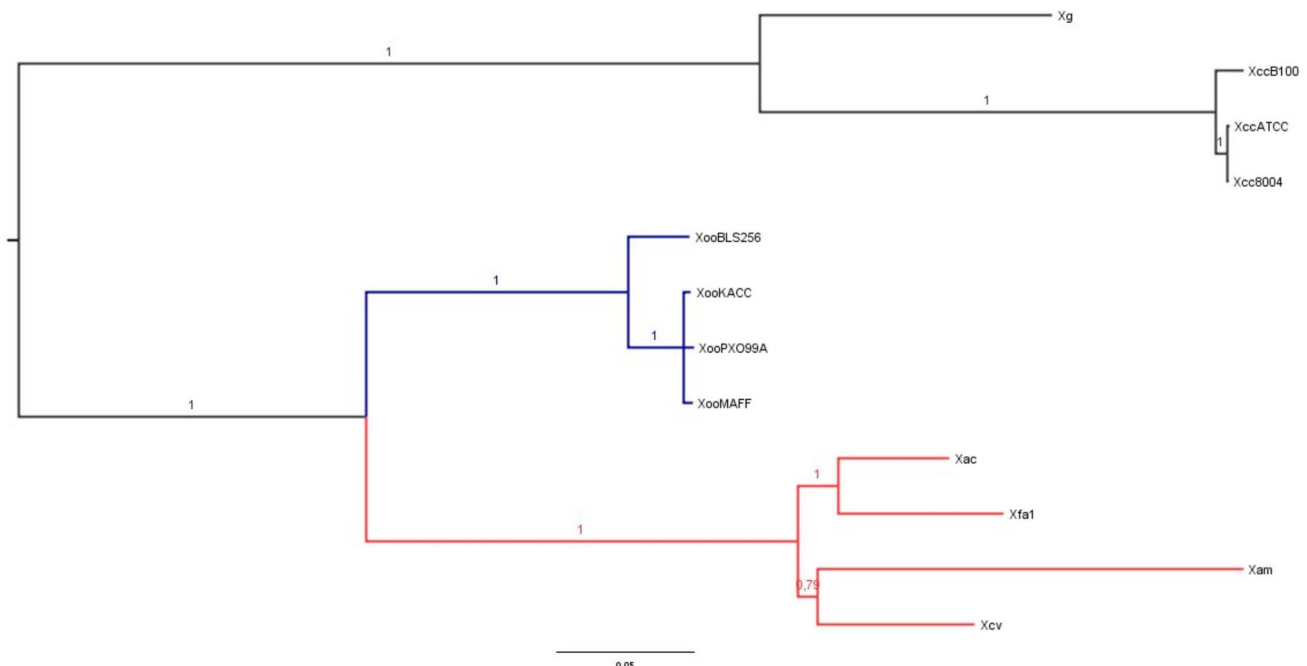 Xg
1
XccB100
1
XccATCC
1
Xcc8004
XooBLS256
1
XooKACC
1
XooPXO99A
1
XooMAFF
Xac
1
Xfa1
1
Xam
0,79
Xcv
0.05